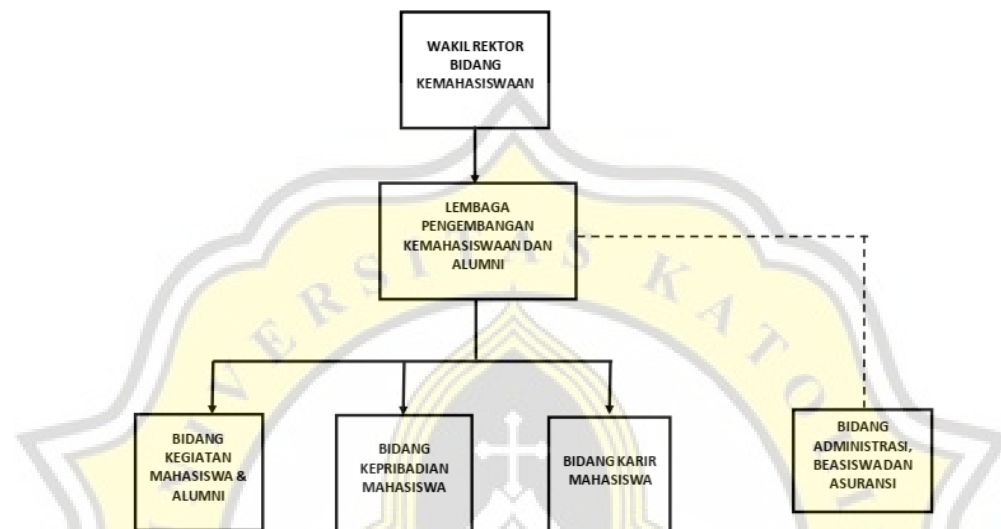 WAKIL REKTOR
BIDANG
KEMAHASISWAAN
LEMBAGA
PENGEMBANGAN
KEMAHASISWAAN DAN
ALUMNI
BIDANG
KEGIATAN
MAHASISWA &
ALUMNI
BIDANG
KEPRIBADIAN
MAHASISWA
BIDANG KARIR
MAHASISWA
BIDANG
ADMINISTRASI,
BEASISWA DAN
ASURANSI